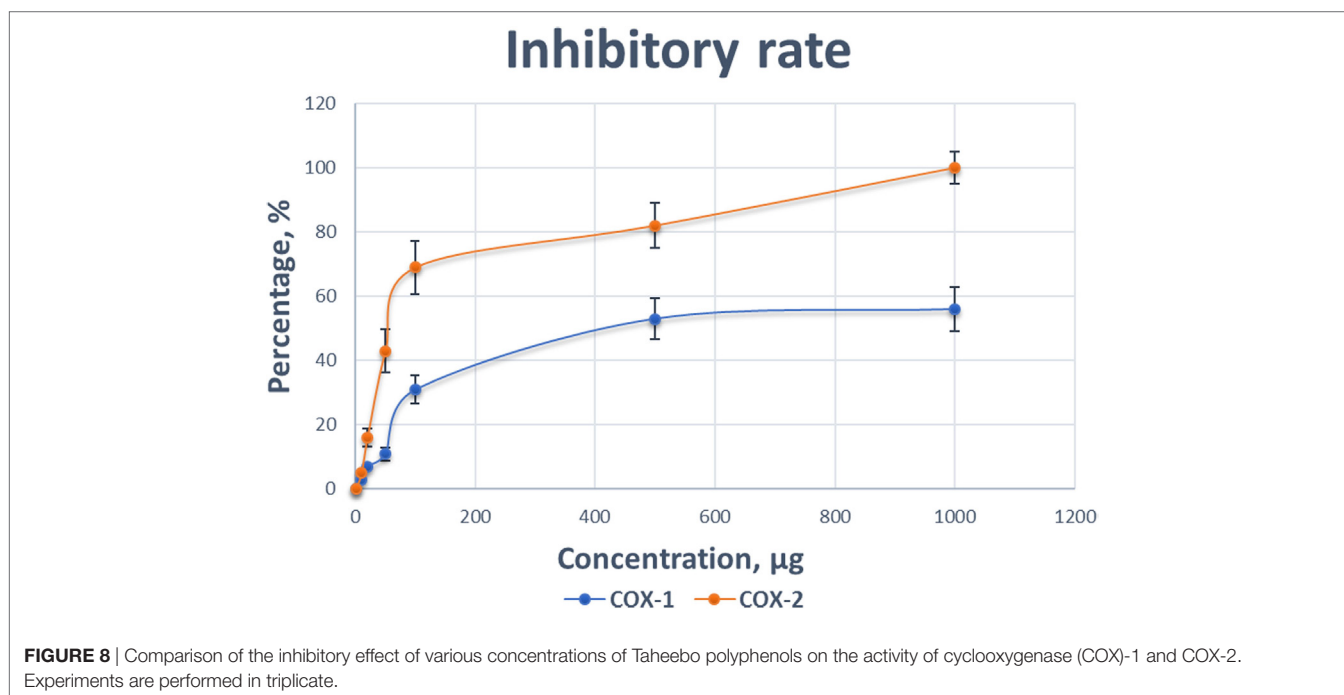 Inhibitory rate
120
100
80
60
40
20
0
Percentage, %
0 200 400 600 800 1000 1200
Concentration, µg
COX-1 COX-2
FIGURE 8 | Comparison of the inhibitory effect of various concentrations of Taheebo polyphenols on the activity of cyclooxygenase (COX)-1 and COX-2.
Experiments are performed in triplicate.